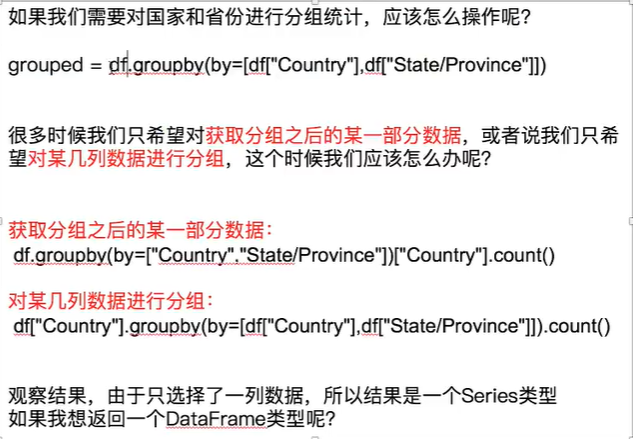 如果我们需要对国家和省份进行分组统计，应该怎么操作呢？
grouped = df.groupby(by=[df["Country"],df["State/Province"]])
很多时候我们只希望对获取分组之后的某一部分数据，或者说我们只希
望对某几列数据进行分组，这个时候我们应该怎么办呢？
获取分组之后的某一部分数据：
df.groupby(by=["Country","State/Province"])["Country"].count()
对某几列数据进行分组：
df["Country"].groupby(by=[df["Country"],df["State/Province"]]).count()
观察结果，由于只选择了一列数据，所以结果是一个Series类型
如果我想返回一个DataFrame类型呢？